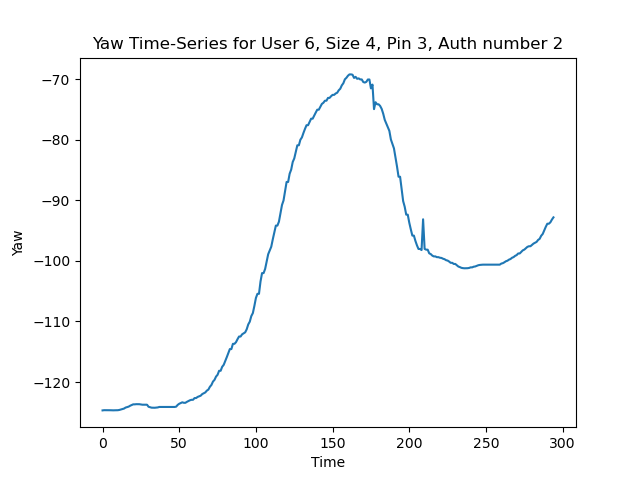 Yaw Time-Series for User 6, Size 4, Pin 3, Auth number 2
−70
−80
−90
−100
−110
−120
Yaw
0 50 100 150 200 250 300
Time